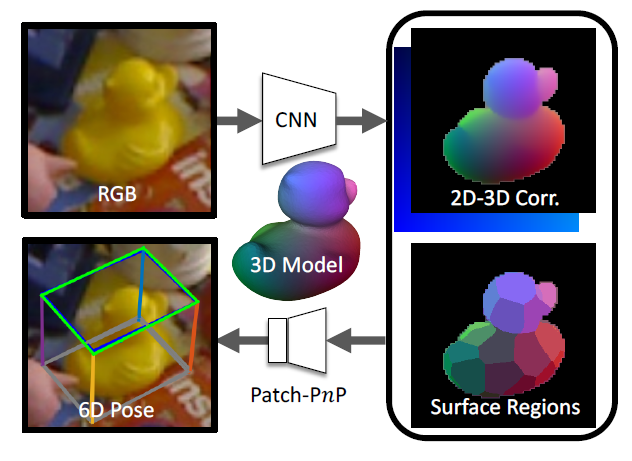 RGB
CNN
2D-3D Corr.
3D Model
6D Pose
Patch-PnP
Surface Regions